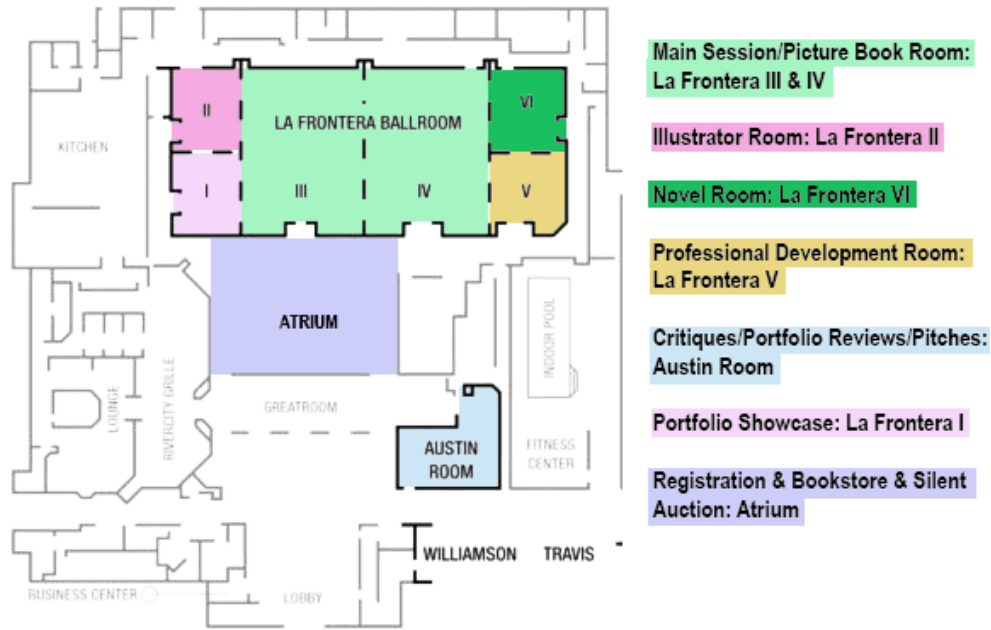 II
VI
LA FRONTERA BALLROOM
KITCHEN
I
III
IV
V
ATRIUM
INDOOR POOL
GREATROOM
LOUNGE
RIVERCITY GRILLE
AUSTIN
ROOM
FITNESS
CENTER
WILLIAMSON
TRAVIS
BUSINESS CENTER
LOBBY
Main Session/Picture Book Room:
La Frontera III & IV
Illustrator Room: La Frontera II
Novel Room: La Frontera VI
Professional Development Room:
La Frontera V
Critiques/Portfolio Reviews/Pitches:
Austin Room
Portfolio Showcase: La Frontera I
Registration & Bookstore & Silent
Auction: Atrium